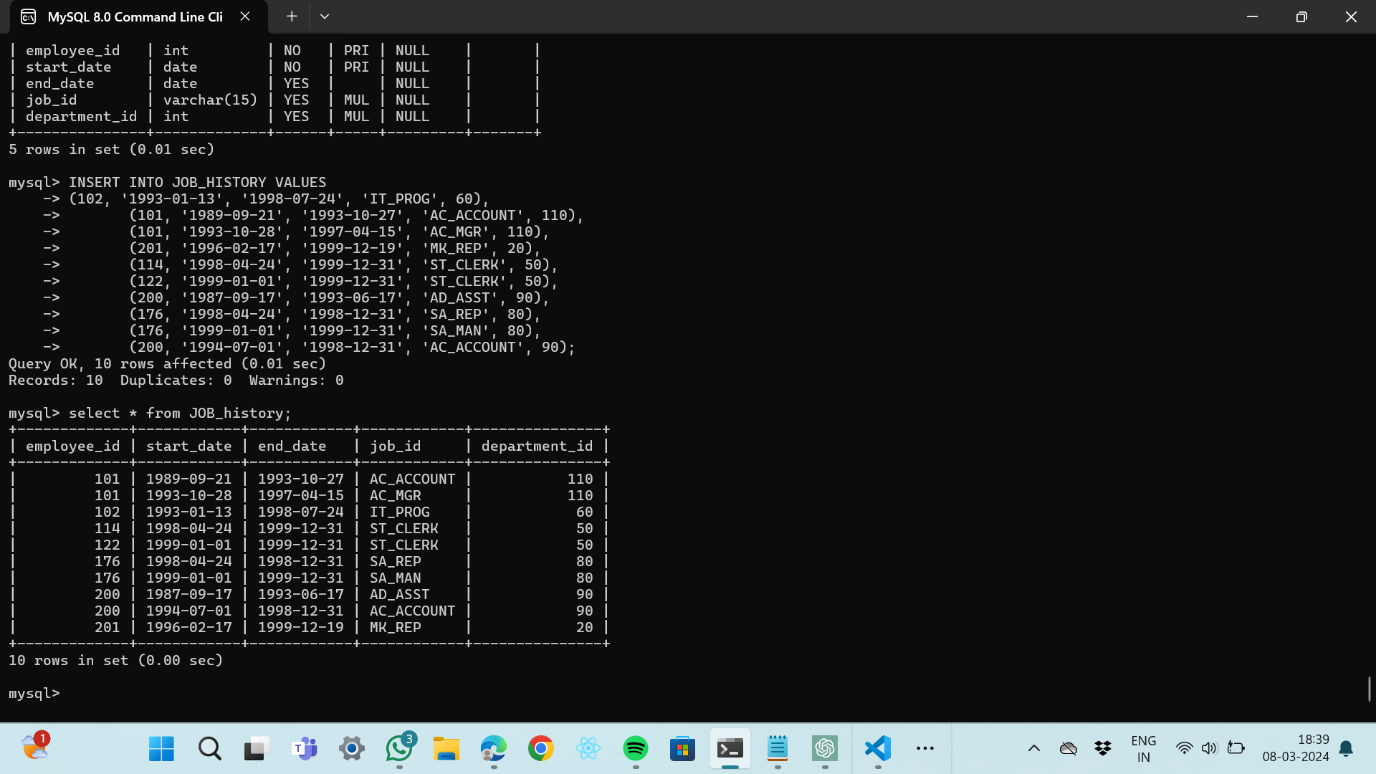 MySQL 8.0 Command Line Cli
| employee_id   | int         | NO   | PRI | NULL    |       |
| start_date    | date        | NO   | PRI | NULL    |       |
| end_date      | date        | YES  |     | NULL    |       |
| job_id        | varchar(15) | YES  | MUL | NULL    |       |
| department_id | int         | YES  | MUL | NULL    |       |
+---------------+-------------+------+-----+---------+-------+
5 rows in set (0.01 sec)
mysql> INSERT INTO JOB_HISTORY VALUES
    -> (102, '1993-01-13', '1998-07-24', 'IT_PROG', 60),
    ->        (101, '1989-09-21', '1993-10-27', 'AC_ACCOUNT', 110),
    ->        (101, '1993-10-28', '1997-04-15', 'AC_MGR', 110),
    ->        (201, '1996-02-17', '1999-12-19', 'MK_REP', 20),
    ->        (114, '1998-04-24', '1999-12-31', 'ST_CLERK', 50),
    ->        (122, '1999-01-01', '1999-12-31', 'ST_CLERK', 50),
    ->        (200, '1987-09-17', '1993-06-17', 'AD_ASST', 90),
    ->        (176, '1998-04-24', '1998-12-31', 'SA_REP', 80),
    ->        (176, '1999-01-01', '1999-12-31', 'SA_MAN', 80),
    ->        (200, '1994-07-01', '1998-12-31', 'AC_ACCOUNT', 90);
Query OK, 10 rows affected (0.01 sec)
Records: 10  Duplicates: 0  Warnings: 0
mysql> select * from JOB_history;
+-------------+------------+------------+------------+---------------+
| employee_id | start_date | end_date   | job_id     | department_id |
+-------------+------------+------------+------------+---------------+
|         101 | 1989-09-21 | 1993-10-27 | AC_ACCOUNT |           110 |
|         101 | 1993-10-28 | 1997-04-15 | AC_MGR     |           110 |
|         102 | 1993-01-13 | 1998-07-24 | IT_PROG    |            60 |
|         114 | 1998-04-24 | 1999-12-31 | ST_CLERK   |            50 |
|         122 | 1999-01-01 | 1999-12-31 | ST_CLERK   |            50 |
|         176 | 1998-04-24 | 1998-12-31 | SA_REP     |            80 |
|         176 | 1999-01-01 | 1999-12-31 | SA_MAN     |            80 |
|         200 | 1987-09-17 | 1993-06-17 | AD_ASST    |            90 |
|         200 | 1994-07-01 | 1998-12-31 | AC_ACCOUNT |            90 |
|         201 | 1996-02-17 | 1999-12-19 | MK_REP     |            20 |
+-------------+------------+------------+------------+---------------+
10 rows in set (0.00 sec)
mysql>
1
3
ENG
IN
18:39
08-03-2024